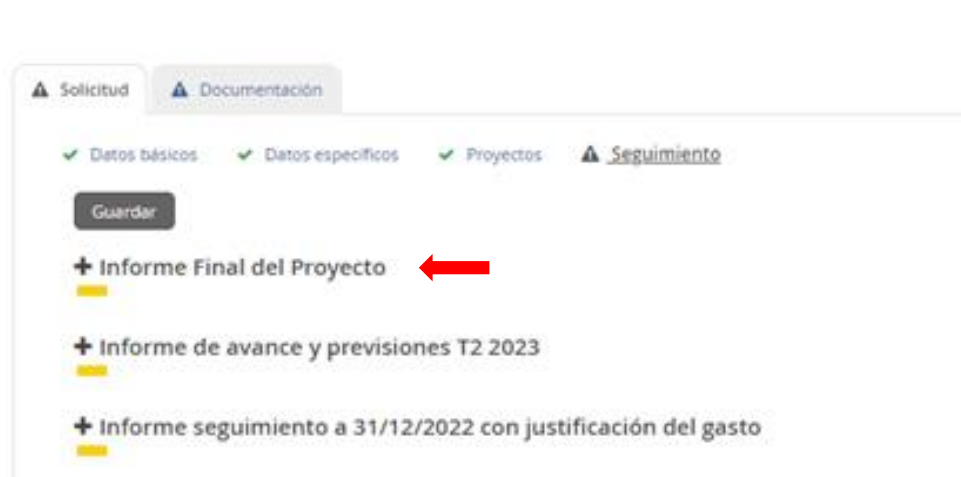 Solicitud Documentación
Datos básicos Datos específicos Proyectos Seguimiento
Guardar
Informe Final del Proyecto
Informe de avance y previsiones T2 2023
Informe seguimiento a 31/12/2022 con justificación del gasto